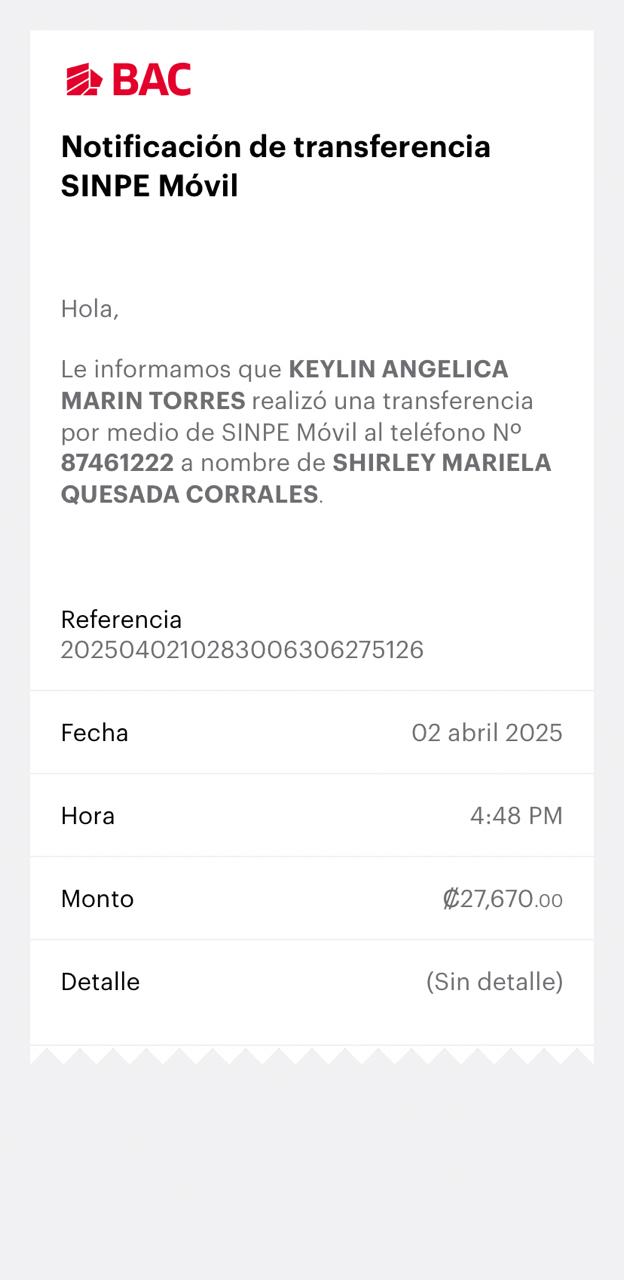 BAC
Notificación de transferencia
SINPE Móvil
Hola,
Le informamos que KEYLIN ANGELICA
MARIN TORRES realizó una transferencia
por medio de SINPE Móvil al teléfono Nº
87461222 a nombre de SHIRLEY MARIELA
QUESADA CORRALES.
Referencia
2025040210283006306275126
Fecha 02 abril 2025
Hora 4:48 PM
Monto ₡27,670.00
Detalle (Sin detalle)